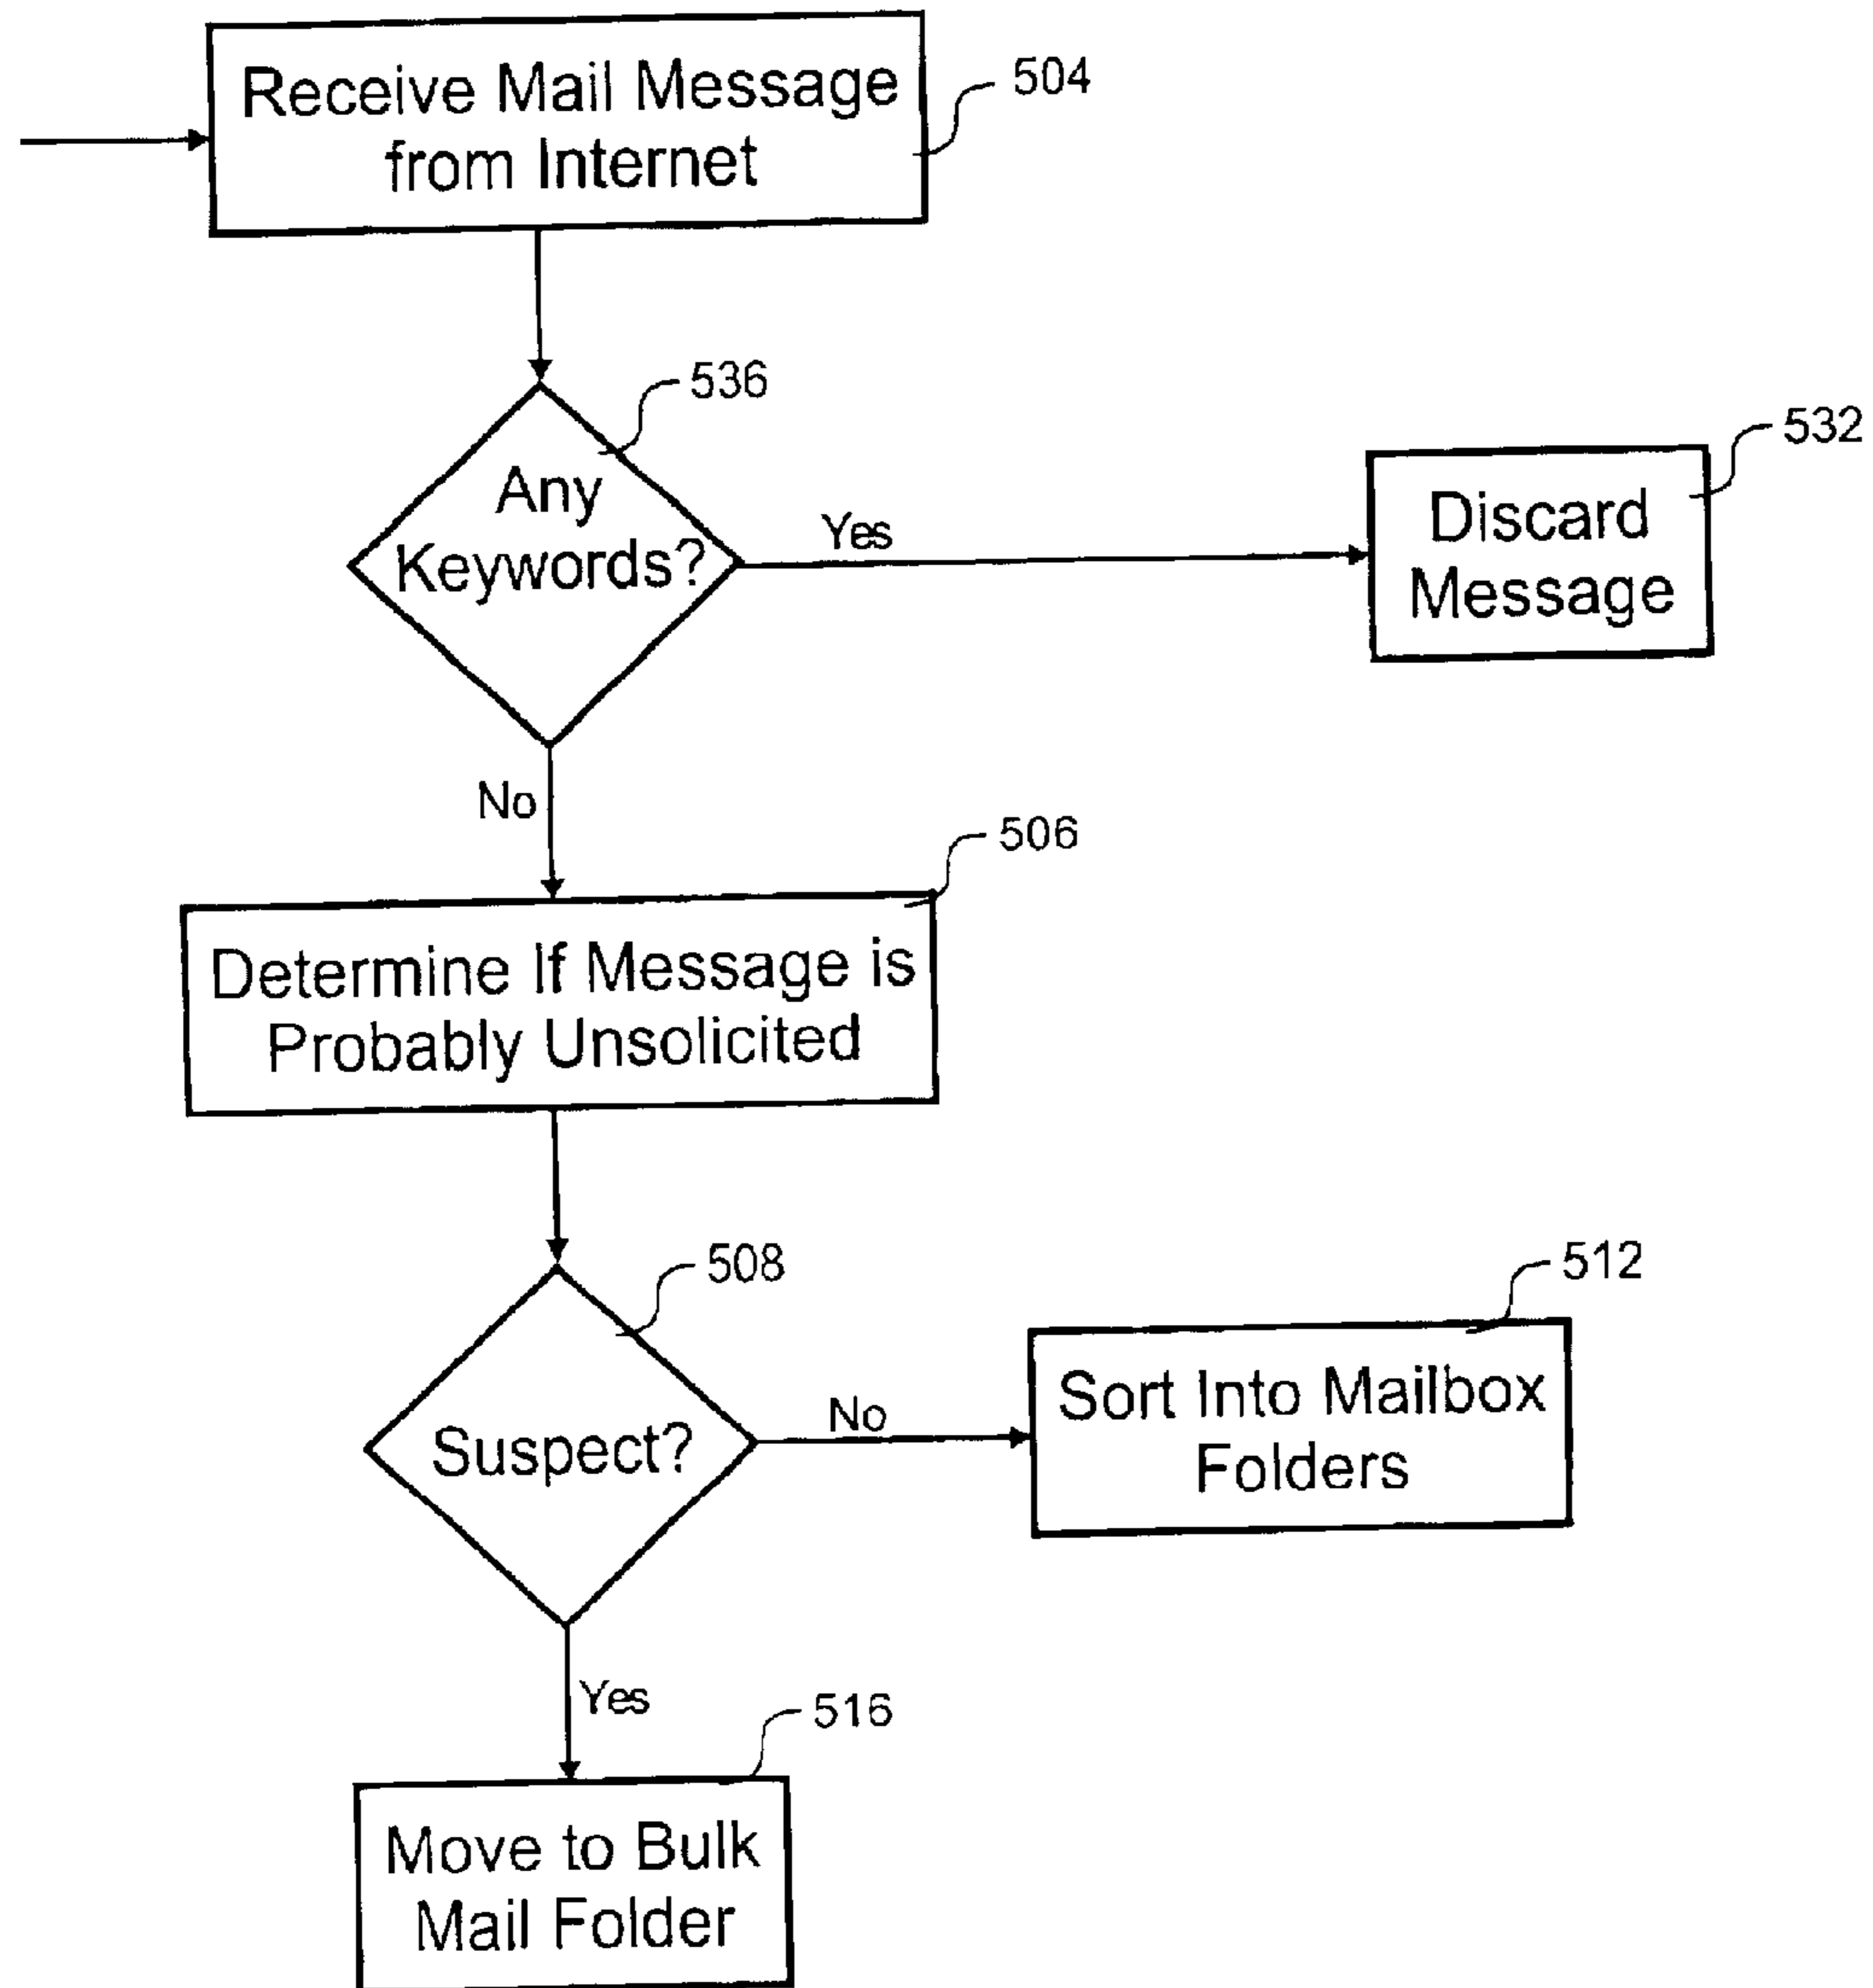 Receive Mail Message
from Internet
504
536
Any
Keywords?
Yes
532
Discard
Message
No
506
Determine If Message is
Probably Unsolicited
508
Suspect?
No
512
Sort Into Mailbox
Folders
Yes
516
Move to Bulk
Mail Folder